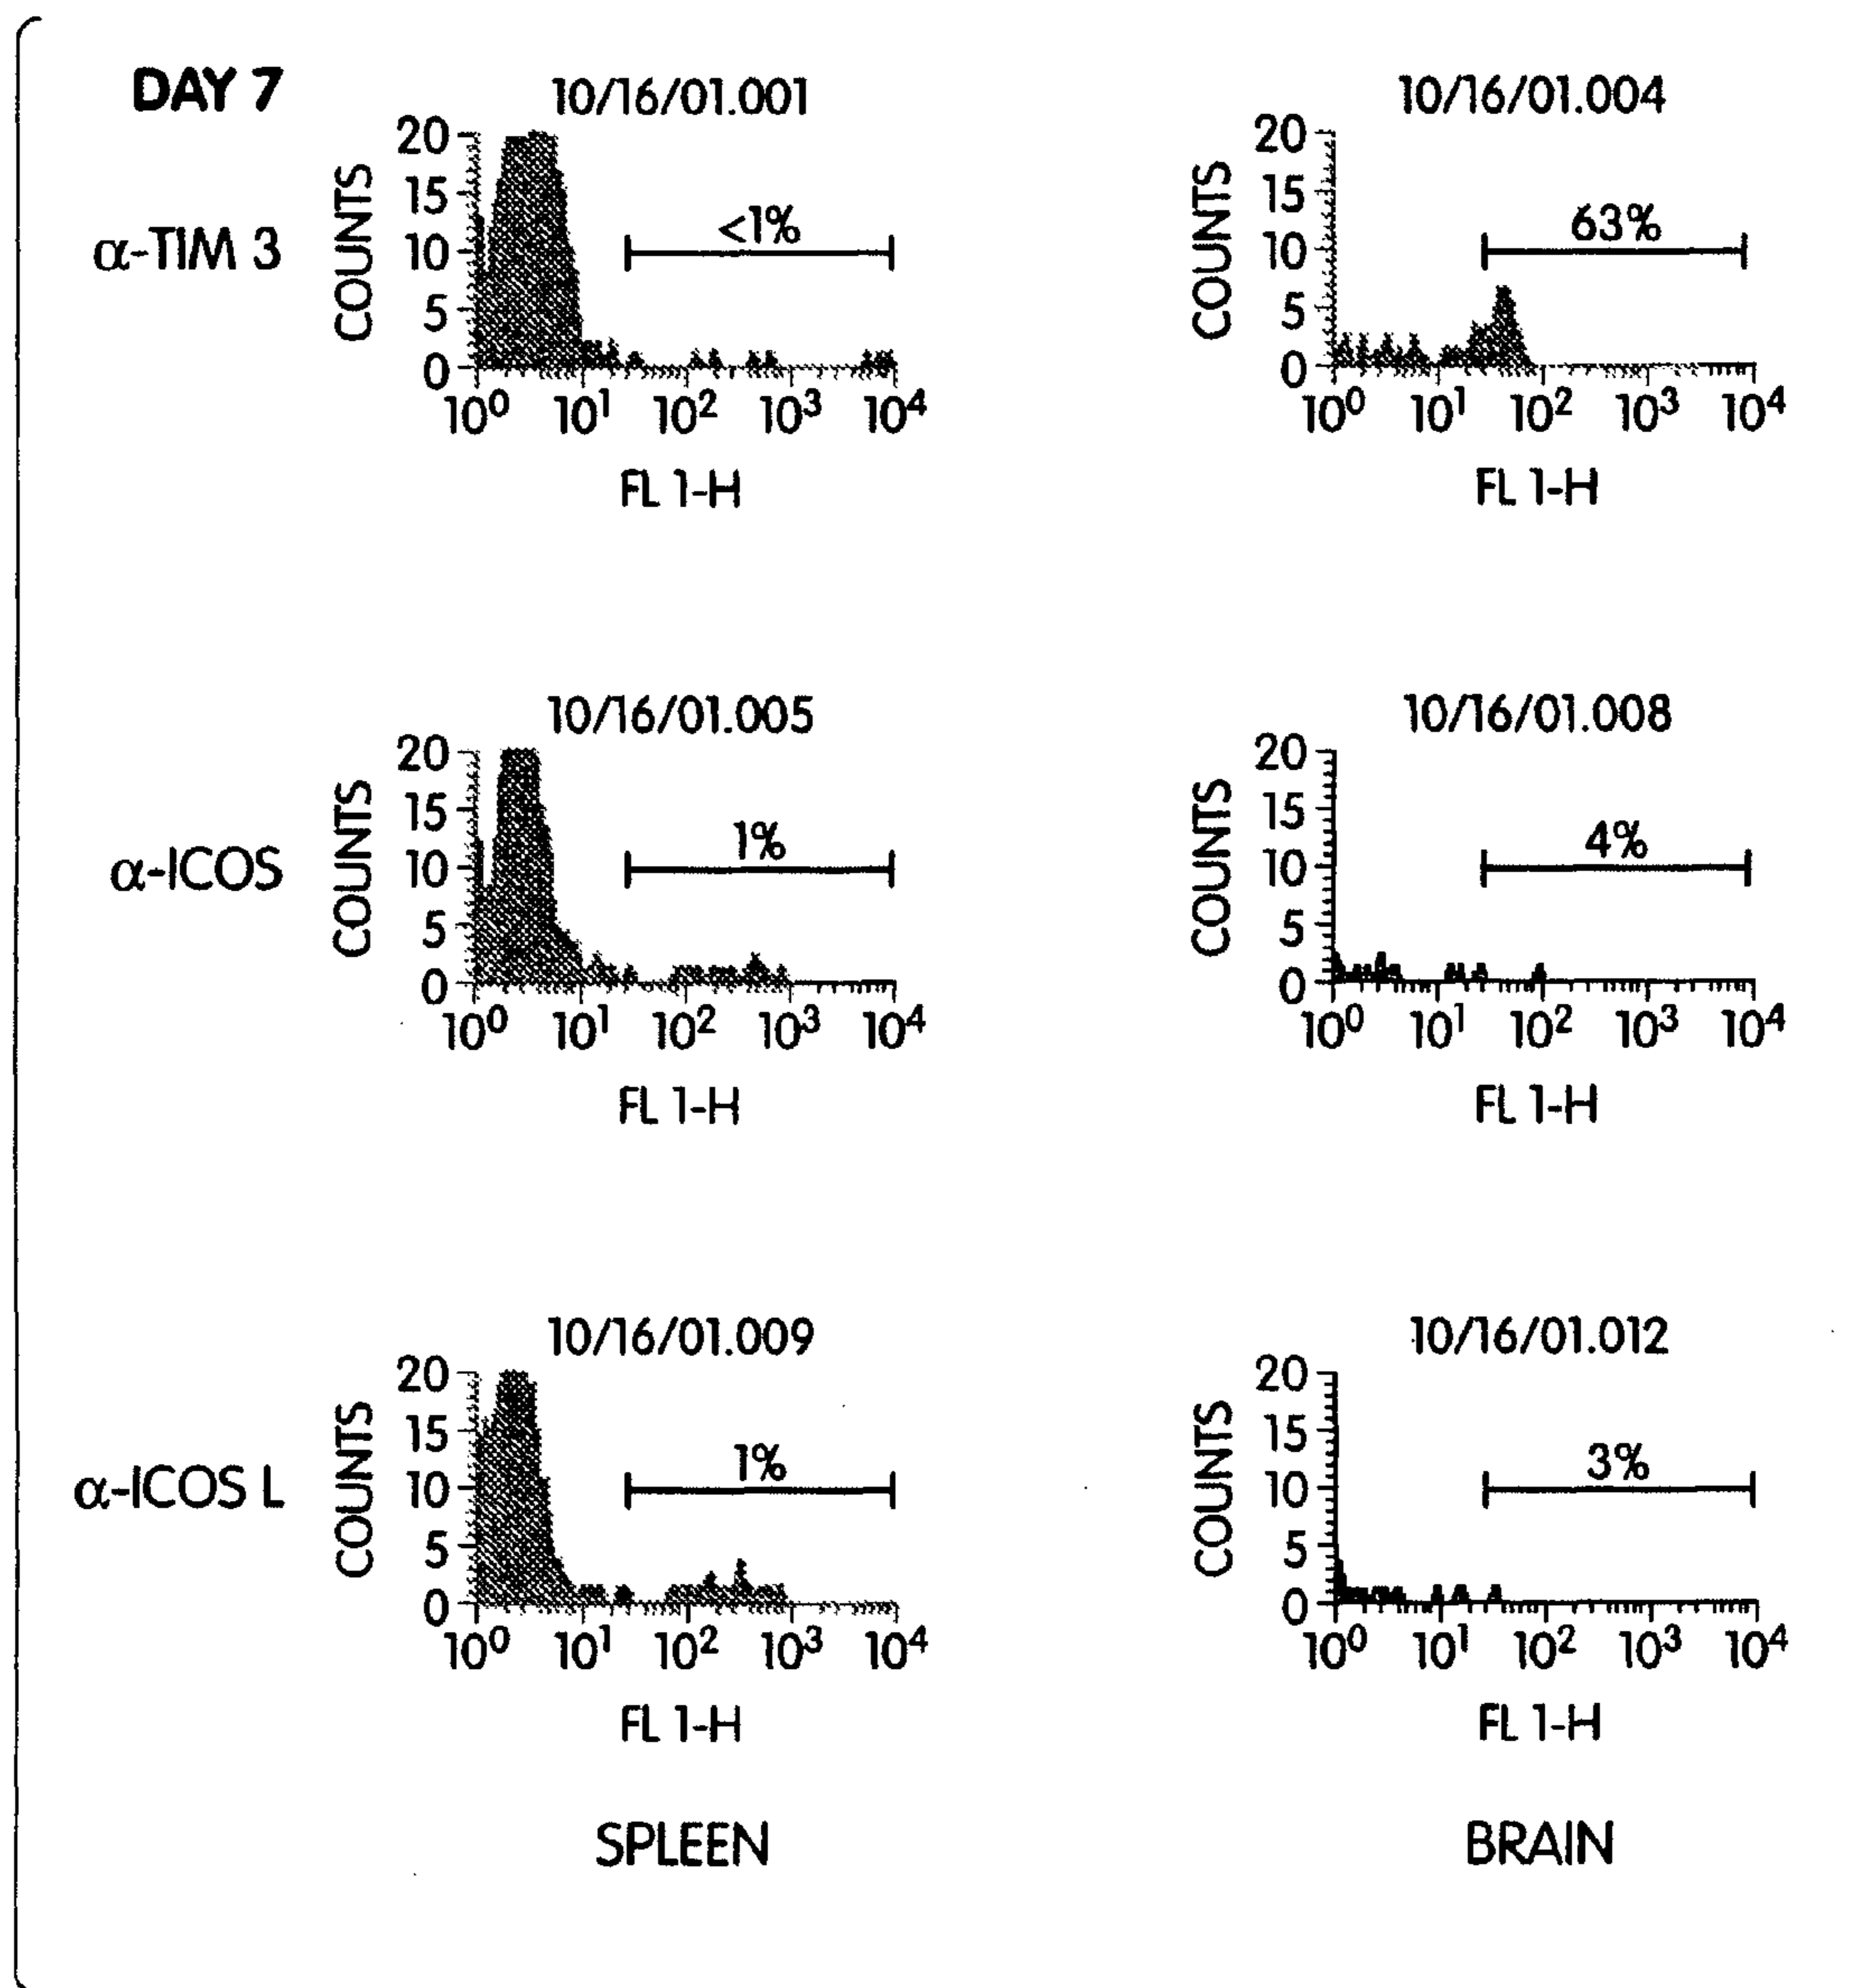 DAY 7
10/16/01.001
10/16/01.004
α-TIM 3
COUNTS
20
15
10
5
0
<1%
10⁰ 10¹ 10² 10³ 10⁴
FL 1-H
COUNTS
20
15
10
5
0
63%
10⁰ 10¹ 10² 10³ 10⁴
FL 1-H
10/16/01.005
10/16/01.008
α-ICOS
COUNTS
20
15
10
5
0
1%
10⁰ 10¹ 10² 10³ 10⁴
FL 1-H
COUNTS
20
15
10
5
0
4%
10⁰ 10¹ 10² 10³ 10⁴
FL 1-H
10/16/01.009
10/16/01.012
α-ICOS L
COUNTS
20
15
10
5
0
1%
10⁰ 10¹ 10² 10³ 10⁴
FL 1-H
COUNTS
20
15
10
5
0
3%
10⁰ 10¹ 10² 10³ 10⁴
FL 1-H
SPLEEN
BRAIN